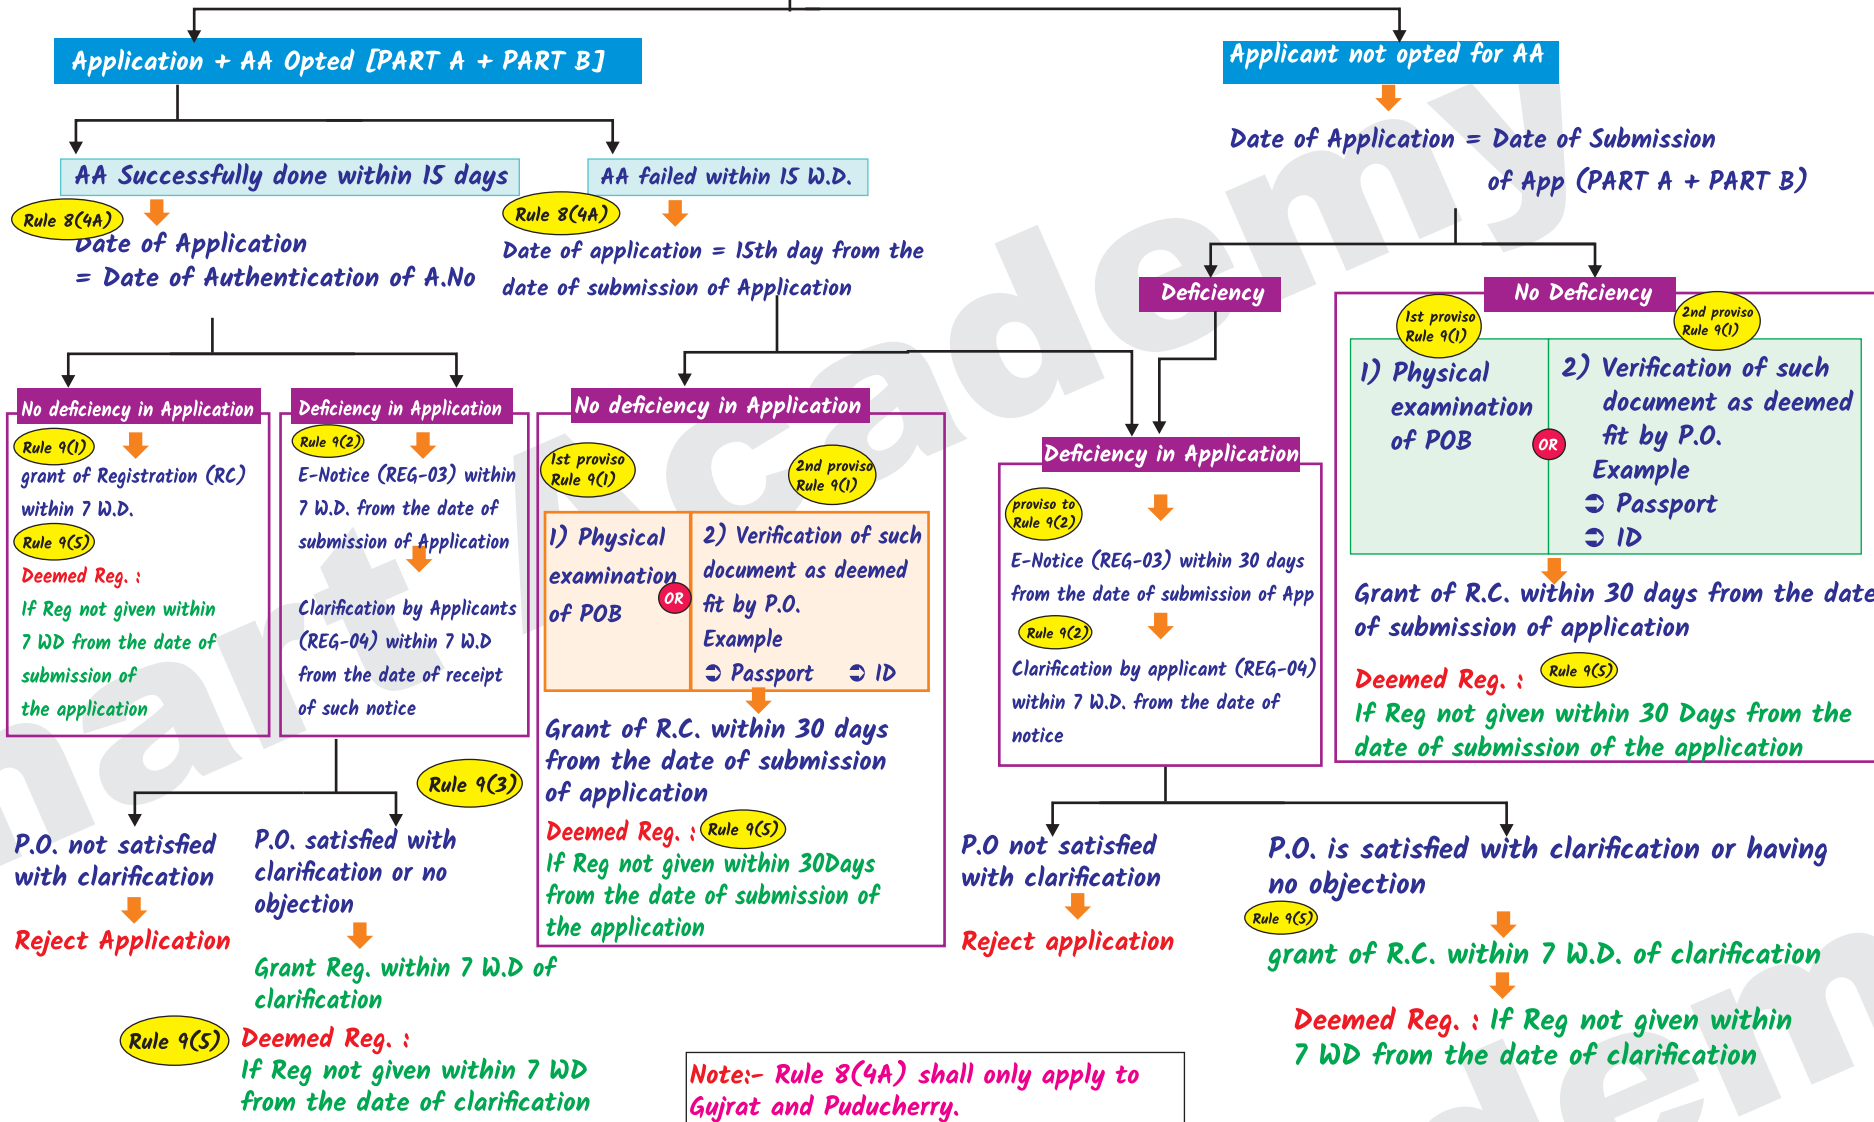 Application + AA Opted [PART A + PART B]
Applicant not opted for AA
Date of Application = Date of Submission
of App (PART A + PART B)
AA Successfully done within 15 days
AA failed within 15 W.D.
Rule 8(4A)
Date of Application
= Date of Authentication of A.No
Rule 8(4A)
Date of application = 15th day from the
date of submission of Application
No deficiency in Application
Rule 9(1)
grant of Registration (RC)
within 7 W.D.
Rule 9(5)
Deemed Reg. :
If Reg not given within
7 WD from the date of
submission of
the application
Deficiency in Application
Rule 9(2)
E-Notice (REG-03) within
7 W.D. from the date of
submission of Application
Clarification by Applicants
(REG-04) within 7 W.D
from the date of receipt
of such notice
Rule 9(3)
P.O. not satisfied
with clarification
Reject Application
P.O. satisfied with
clarification or no
objection
Grant Reg. within 7 W.D of
clarification
Rule 9(5)
Deemed Reg. :
If Reg not given within 7 WD
from the date of clarification
No deficiency in Application
1st proviso
Rule 9(1)
2nd proviso
Rule 9(1)
1) Physical
examination
of POB
OR
2) Verification of such
document as deemed
fit by P.O.
Example
➲ Passport ➲ ID
Grant of R.C. within 30 days
from the date of submission
of application
Deemed Reg. :
Rule 9(5)
If Reg not given within 30Days
from the date of submission of
the application
Deficiency
Deficiency in Application
proviso to
Rule 9(2)
E-Notice (REG-03) within 30 days
from the date of submission of App
Rule 9(2)
Clarification by applicant (REG-04)
within 7 W.D. from the date of
notice
P.O not satisfied
with clarification
Reject application
P.O. is satisfied with clarification or having
no objection
Rule 9(5)
grant of R.C. within 7 W.D. of clarification
Deemed Reg. : If Reg not given within
7 WD from the date of clarification
No Deficiency
1st proviso
Rule 9(1)
2nd proviso
Rule 9(1)
1) Physical
examination
of POB
OR
2) Verification of such
document as deemed
fit by P.O.
Example
➲ Passport
➲ ID
Grant of R.C. within 30 days from the date
of submission of application
Deemed Reg. :
Rule 9(5)
If Reg not given within 30 Days from the
date of submission of the application
Note:- Rule 8(4A) shall only apply to
Gujrat and Puducherry.
mart Academy
dem